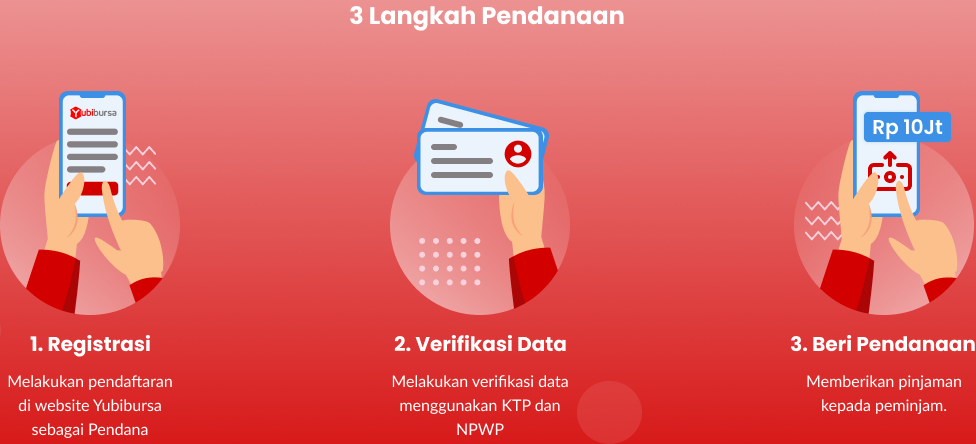 3 Langkah Pendanaan
Yubibursa
Rp 10Jt
1. Registrasi
Melakukan pendaftaran
di website Yubibursa
sebagai Pendana
2. Verifikasi Data
Melakukan verifikasi data
menggunakan KTP dan
NPWP
3. Beri Pendanaan
Memberikan pinjaman
kepada peminjam.